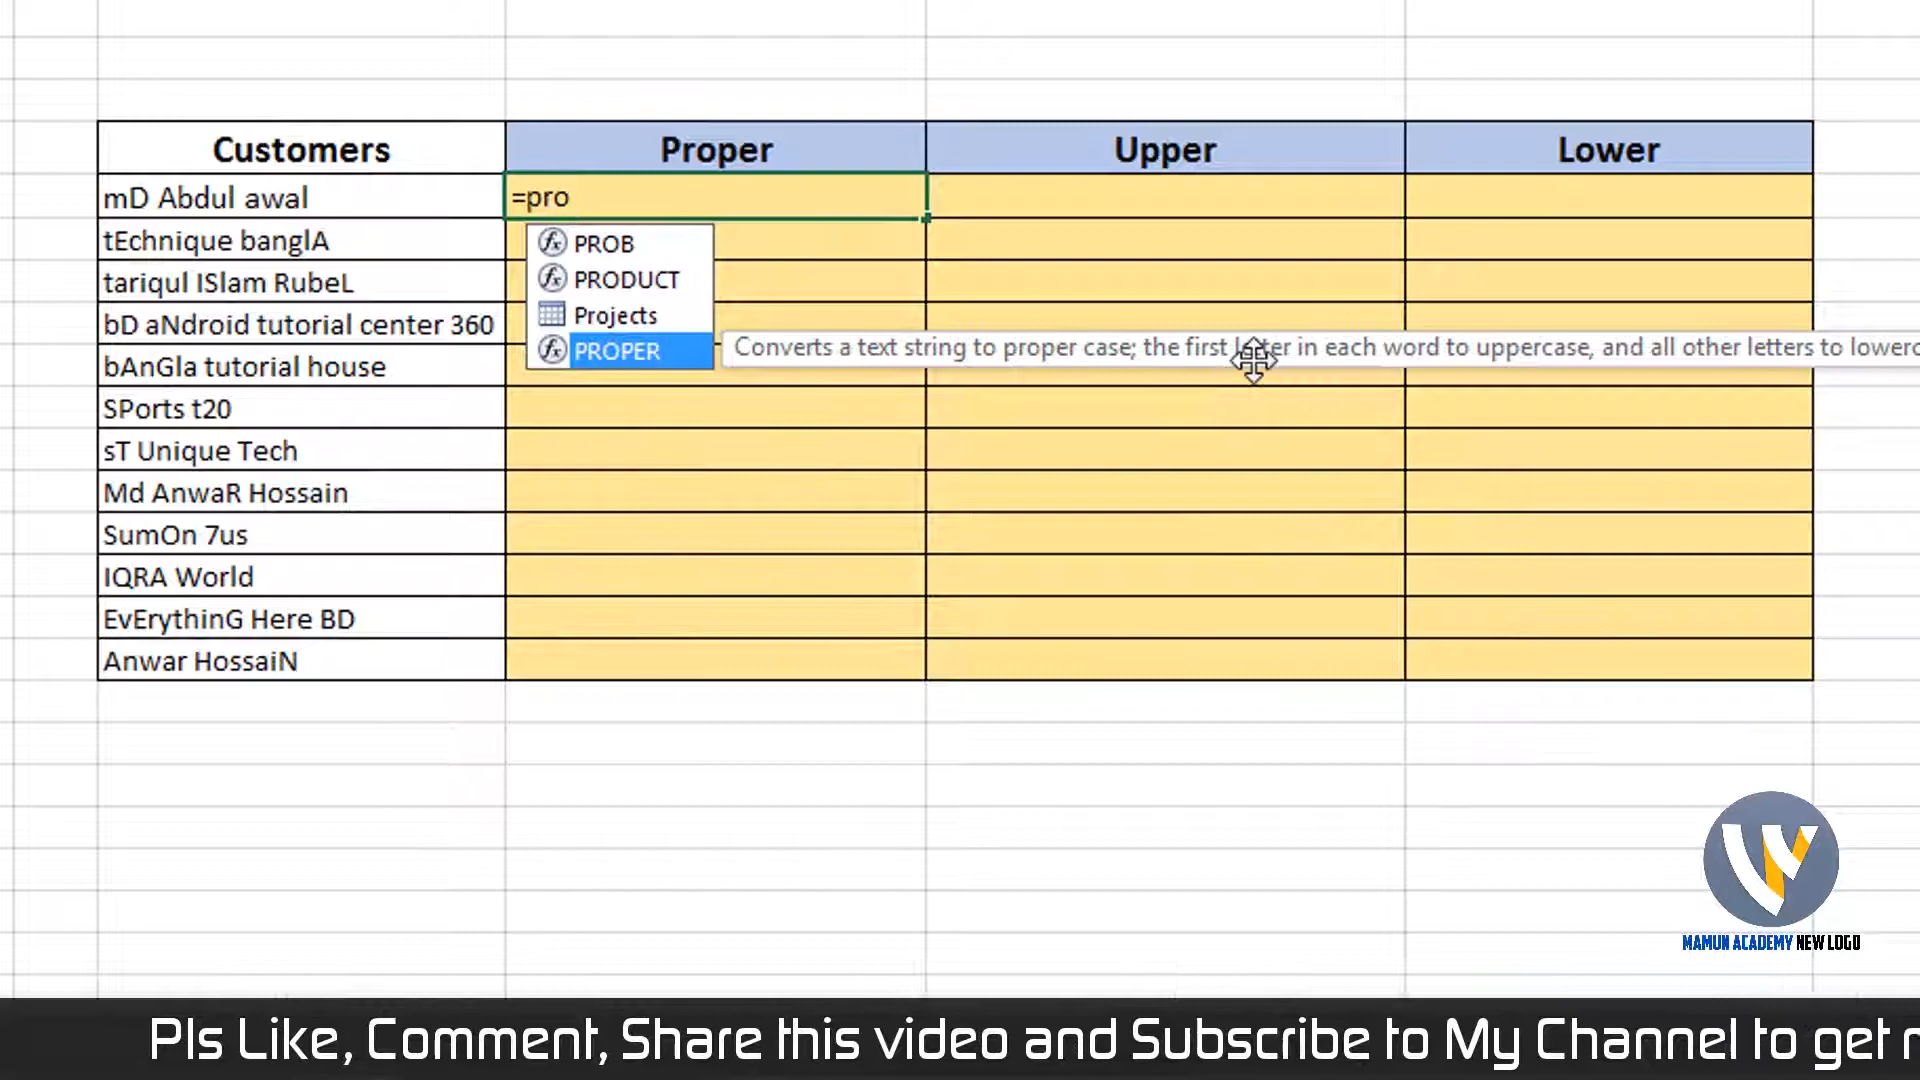 Customers Proper Upper Lower
mD Abdul awal =pro
tEchnique banglA PROB
PRODUCT
tariqul ISlam RubeL
Projects
bD aNdroid tutorial center 360
PROPER Converts a text string to proper case; the first letter in each word to uppercase, and all other letters to lowerc
bAnGla tutorial house
SPorts t20
sT Unique Tech
Md AnwaR Hossain
SumOn 7us
IQRA World
EvErythinG Here BD
Anwar HossaiN
MAMUN ACADEMY NEW LOGO
Pls Like, Comment, Share this video and Subscribe to My Channel to get